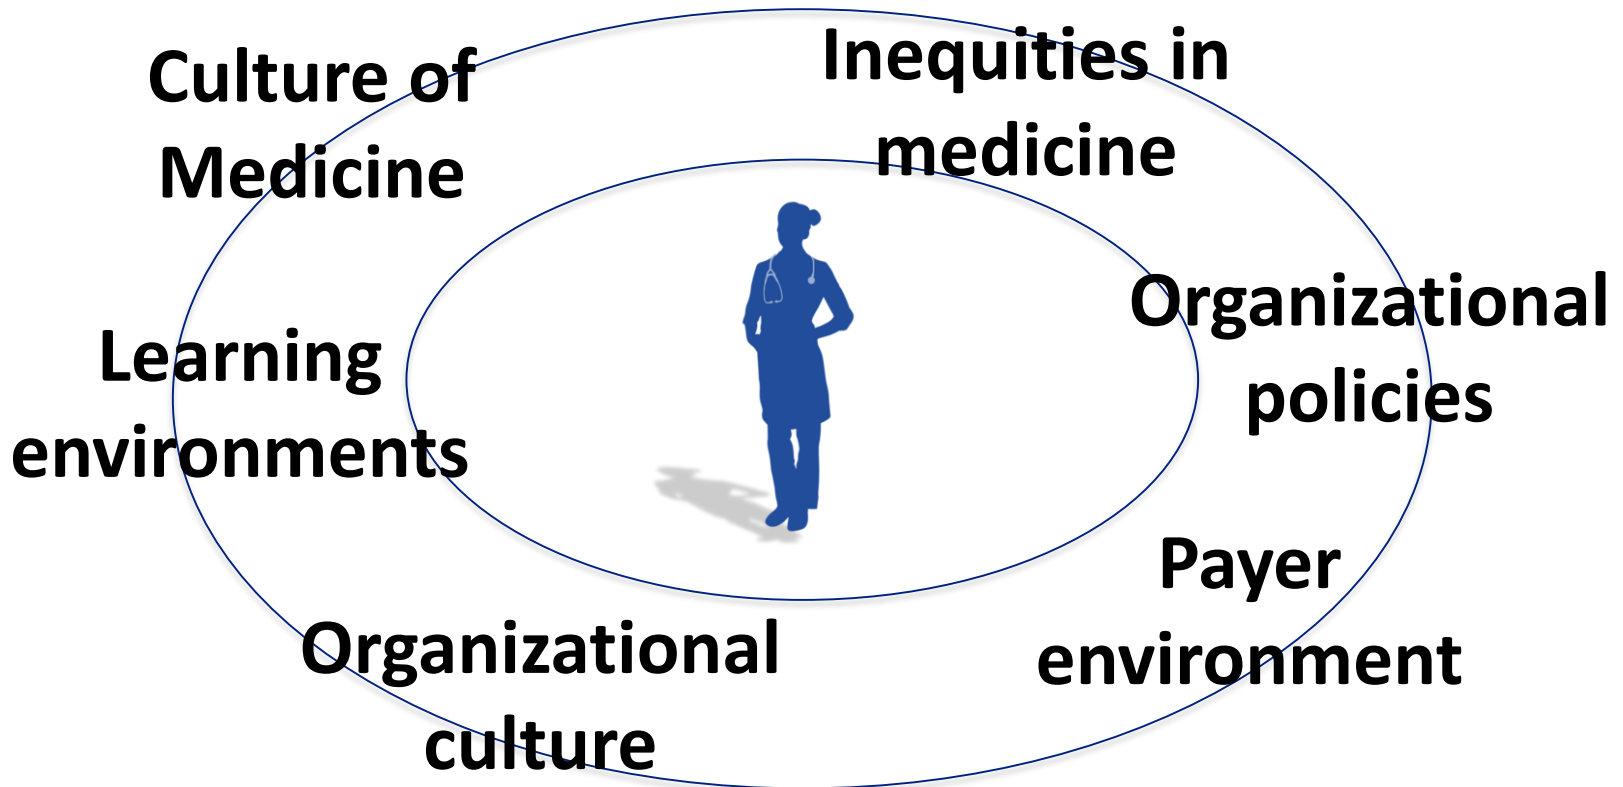 Culture of
Medicine
Inequities in
medicine
Organizational
policies
Learning
environments
Payer
environment
Organizational
culture